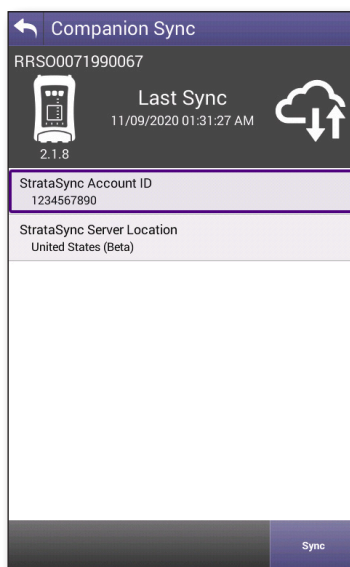 Companion Sync
RRSO0071990067
Last Sync
11/09/2020 01:31:27 AM
2.1.8
StrataSync Account ID
1234567890
StrataSync Server Location
United States (Beta)
Sync